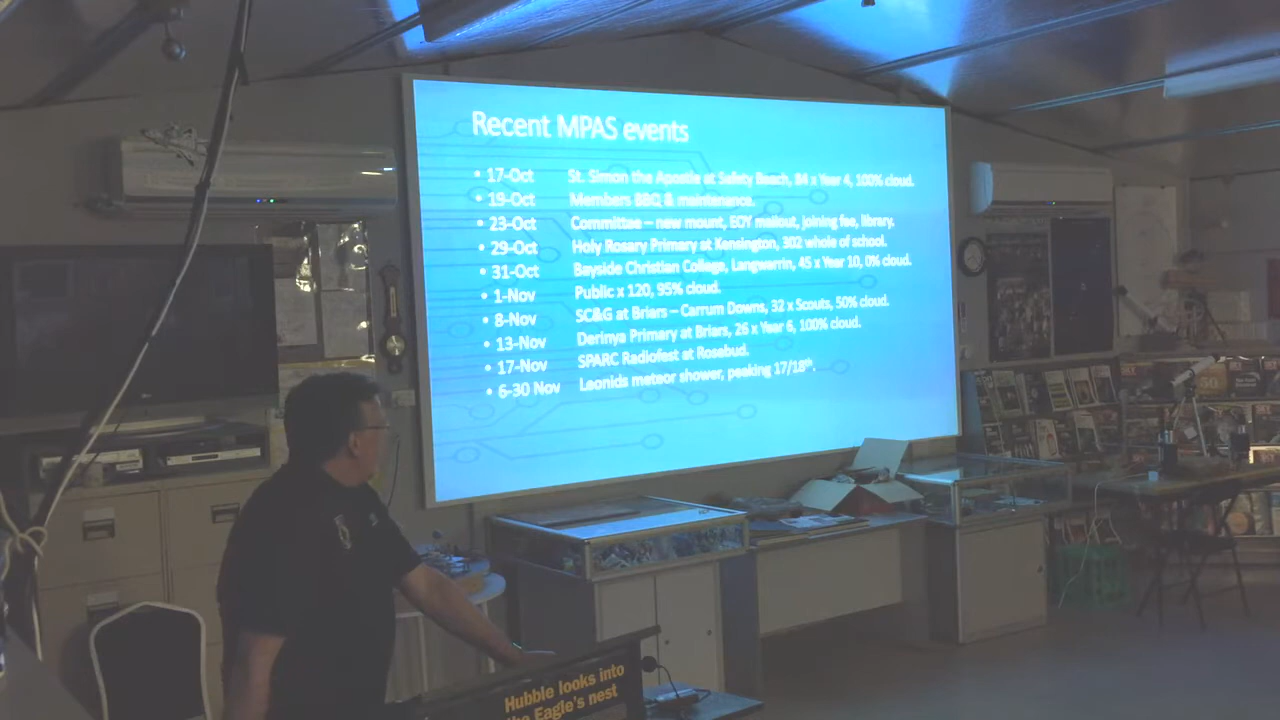 Recent MPAS events
• 17-Oct St. Simon the Apostle at Safety Beach, 84 x Year 4, 100% cloud.
• 19-Oct Members BBQ & maintenance.
• 23-Oct Committee – new mount, EOY mailout, joining fee, library.
• 29-Oct Holy Rosary Primary at Kensington, 302 whole of school.
• 31-Oct Bayside Christian College, Langwarrin, 45 x Year 10, 0% cloud.
• 1-Nov Public x 120, 95% cloud.
• 8-Nov SC&G at Briars – Carrum Downs, 32 x Scouts, 50% cloud.
• 13-Nov Derinya Primary at Briars, 26 x Year 6, 100% cloud.
• 17-Nov SPARC Radiofest at Rosebud.
• 6-30 Nov Leonids meteor shower, peaking 17/18th.
Hubble looks into
the Eagle's nest